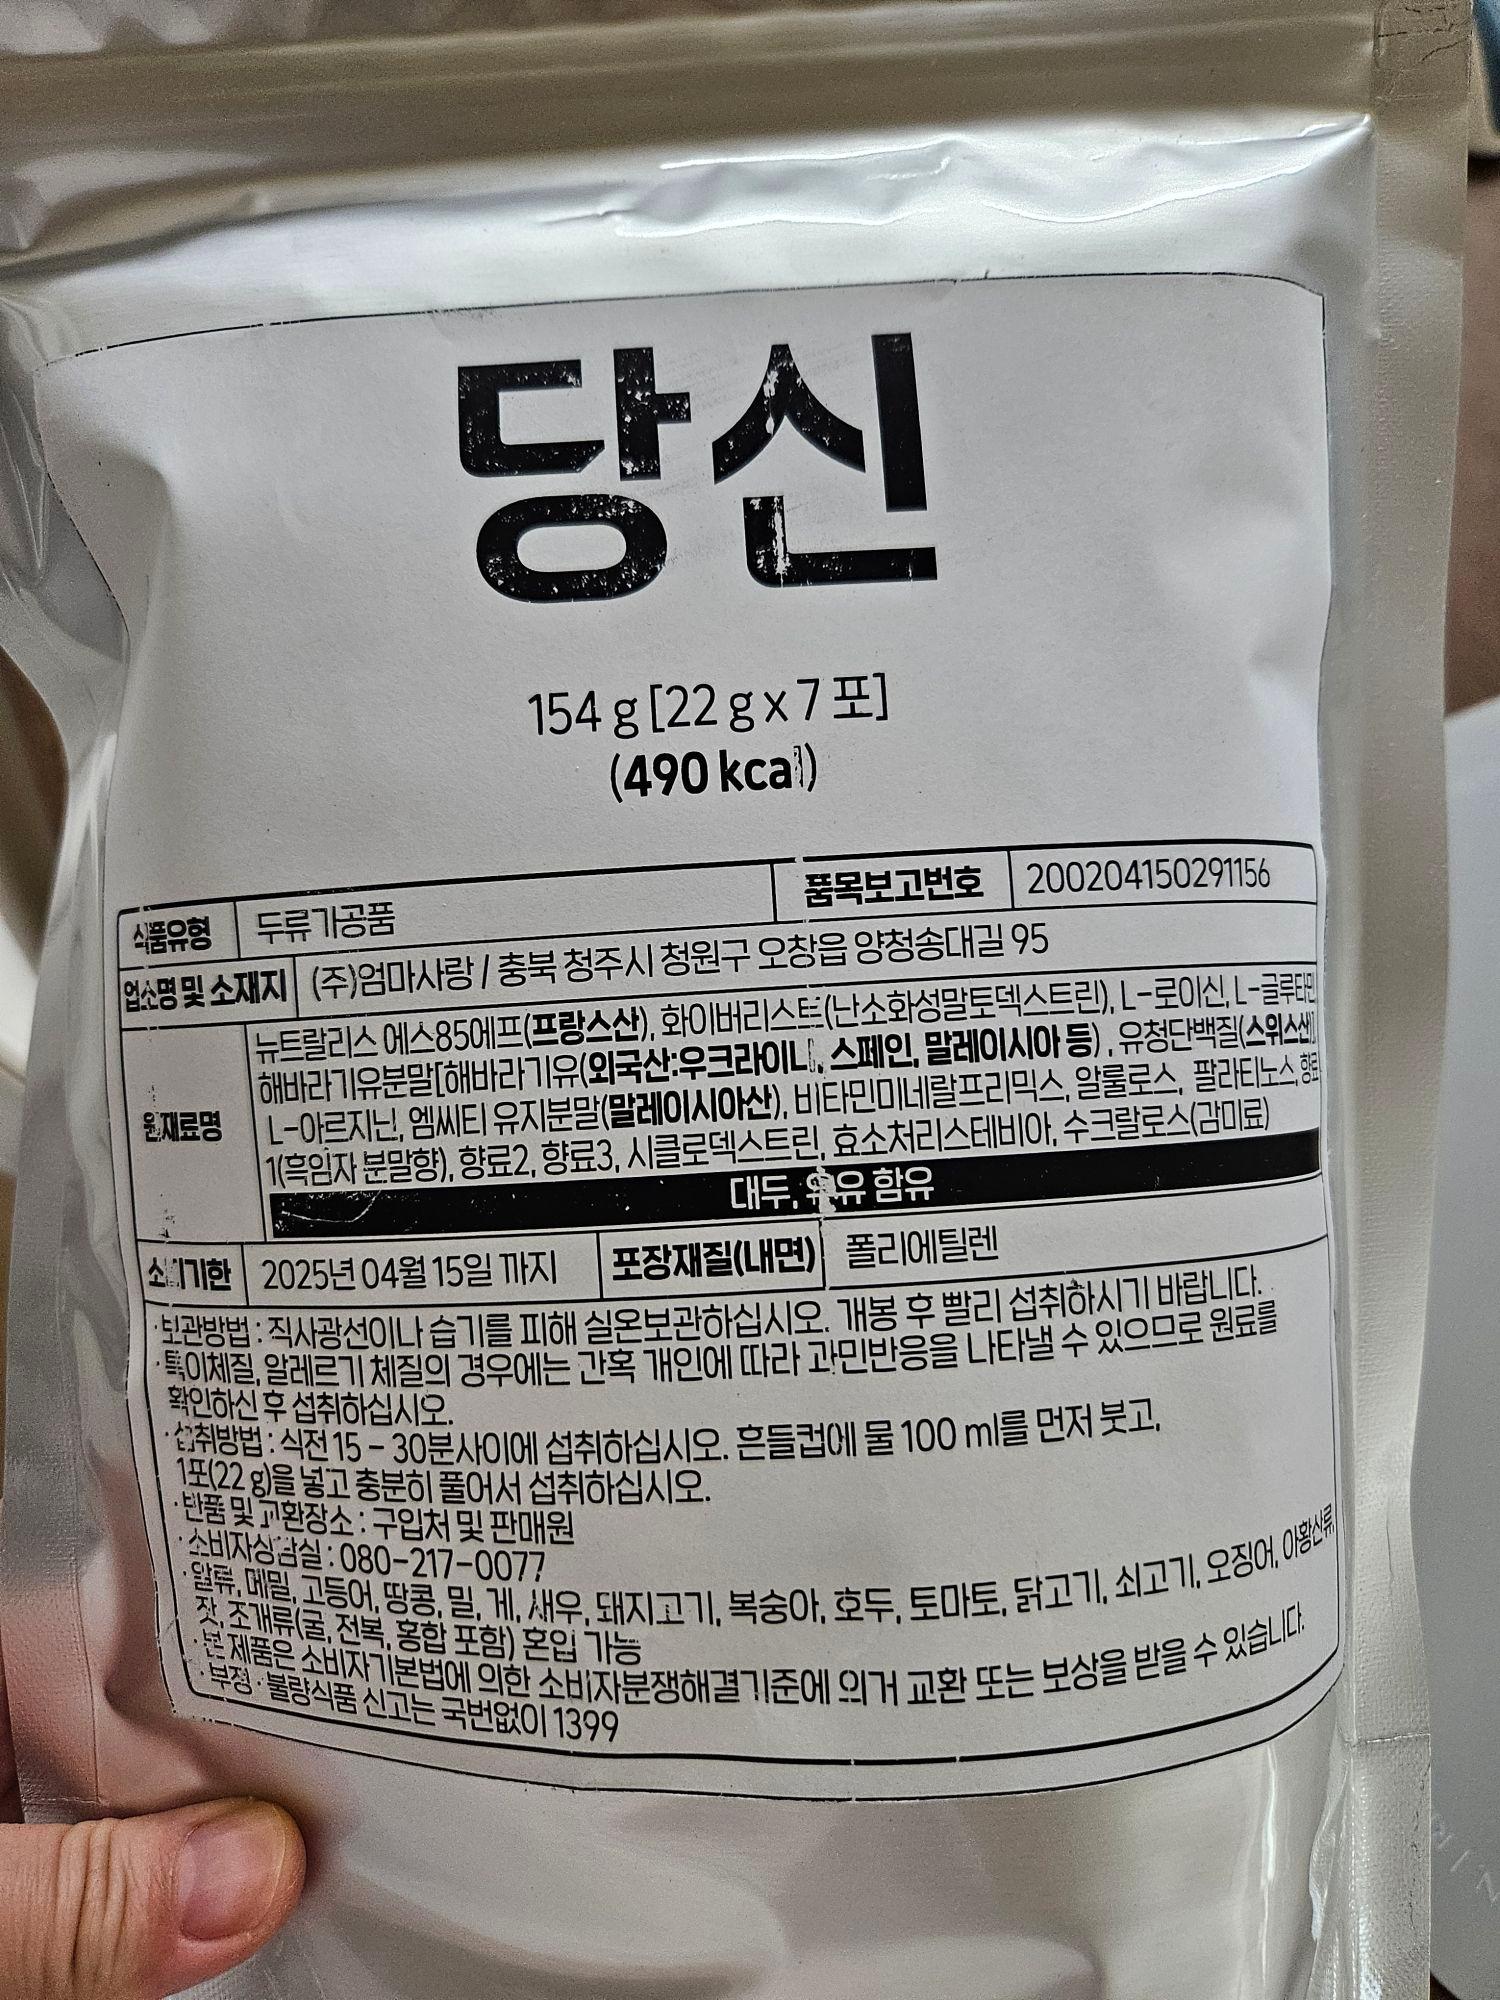 당신
154 g [22 g x 7 포]
(490 kcal)
식품유형 두류가공품 품목보고번호 200204150291156
업소명 및 소재지 (주)엄마사랑 / 충북 청주시 청원구 오창읍 양청송대길 95
원재료명
뉴트랄리스 에스85에프(프랑스산), 화이버리스트(난소화성말토덱스트린), L-로이신, L-글루타민
해바라기유분말[해바라기유(외국산:우크라이나, 스페인, 말레이시아 등), 유청단백질(스위스산)]
L-아르지닌, 엠씨티 유지분말(말레이시아산), 비타민미네랄프리믹스, 알룰로스, 팔라티노스, 향료
1(흑임자 분말향), 향료2, 향료3, 시클로덱스트린, 효소처리스테비아, 수크랄로스(감미료)
대두, 우유 함유
소비기한 2025년 04월 15일 까지 포장재질(내면) 폴리에틸렌
·보관방법 : 직사광선이나 습기를 피해 실온보관하십시오. 개봉 후 빨리 섭취하시기 바랍니다.
·특이체질, 알레르기 체질의 경우에는 간혹 개인에 따라 과민반응을 나타낼 수 있으므로 원료를
확인하신 후 섭취하십시오.
·섭취방법 : 식전 15 - 30분사이에 섭취하십시오. 흔들컵에 물 100 ml를 먼저 붓고,
1포(22 g)을 넣고 충분히 풀어서 섭취하십시오.
·반품 및 교환장소 : 구입처 및 판매원
·소비자상담실 : 080-217-0077
·알류, 메밀, 고등어, 땅콩, 밀, 게, 새우, 돼지고기, 복숭아, 호두, 토마토, 닭고기, 쇠고기, 오징어, 아황산류,
잣, 조개류(굴, 전복, 홍합 포함) 혼입 가능
·본 제품은 소비자기본법에 의한 소비자분쟁해결기준에 의거 교환 또는 보상을 받을 수 있습니다.
·부정·불량식품 신고는 국번없이 1399